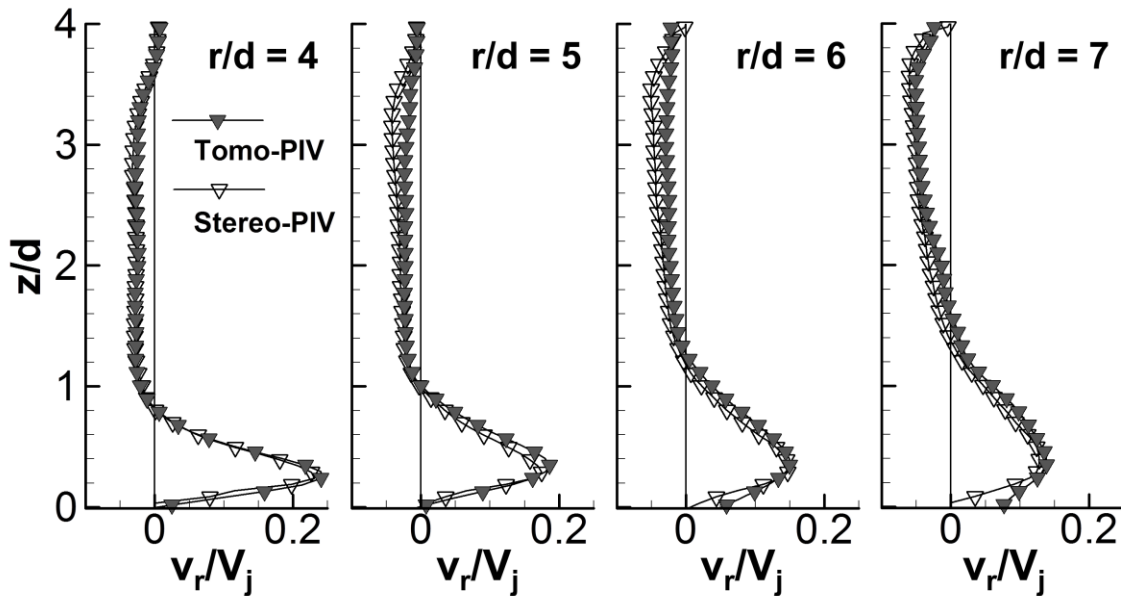 4
3
2
1
0
z/d
r/d = 4
Tomo-PIV
Stereo-PIV
0
0.2
v_r/V_j
r/d = 5
0
0.2
v_r/V_j
r/d = 6
0
0.2
v_r/V_j
r/d = 7
0
0.2
v_r/V_j